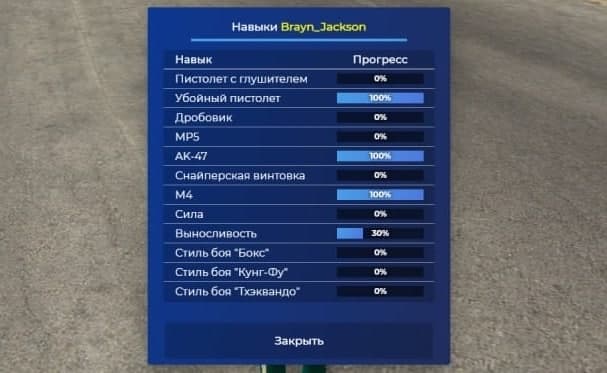 Навыки Brayn_Jackson
Навык Прогресс
Пистолет с глушителем 0%
Убойный пистолет 100%
Дробовик 0%
MP5 0%
АК-47 100%
Снайперская винтовка 0%
М4 100%
Сила 0%
Выносливость 30%
Стиль боя "Бокс" 0%
Стиль боя "Кунг-Фу" 0%
Стиль боя "Тхэквандо" 0%
Закрыть